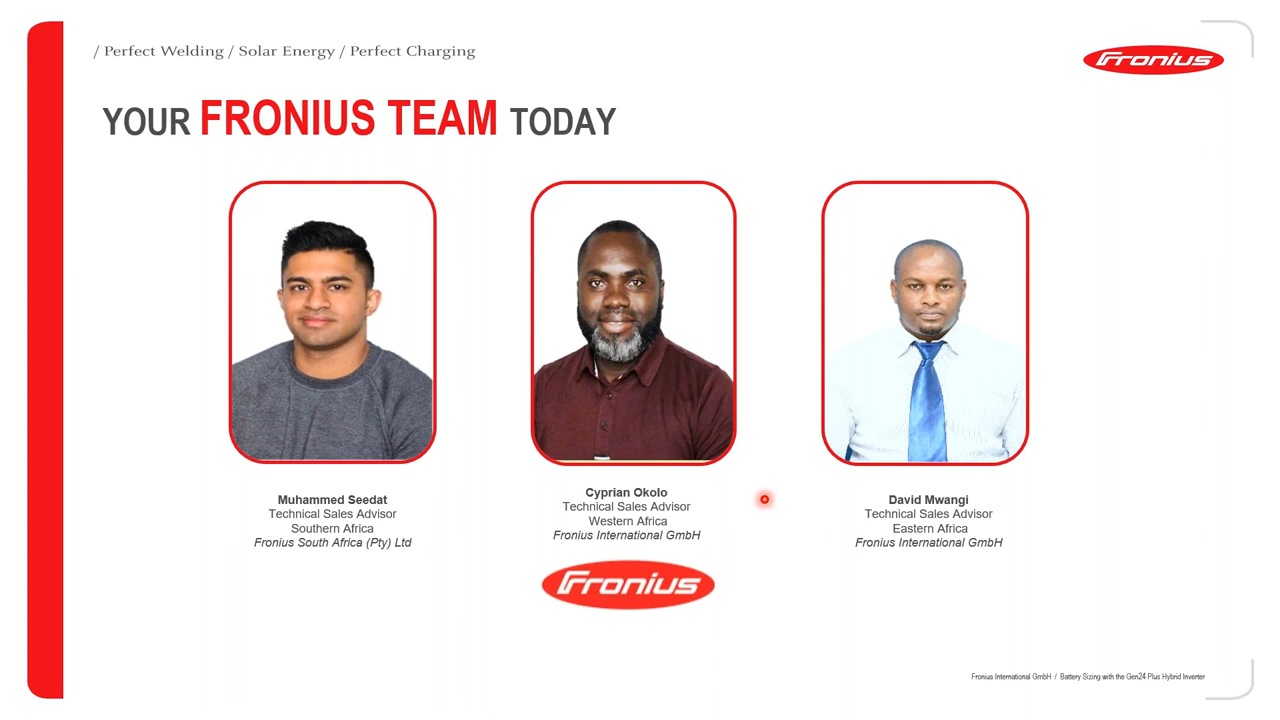 / Perfect Welding / Solar Energy / Perfect Charging
Fronius
YOUR FRONIUS TEAM TODAY
Muhammed Seedat
Technical Sales Advisor
Southern Africa
Fronius South Africa (Pty) Ltd
Cyprian Okolo
Technical Sales Advisor
Western Africa
Fronius International GmbH
David Mwangi
Technical Sales Advisor
Eastern Africa
Fronius International GmbH
Fronius
Fronius International GmbH / Battery Sizing with the Gen24 Plus Hybrid Inverter